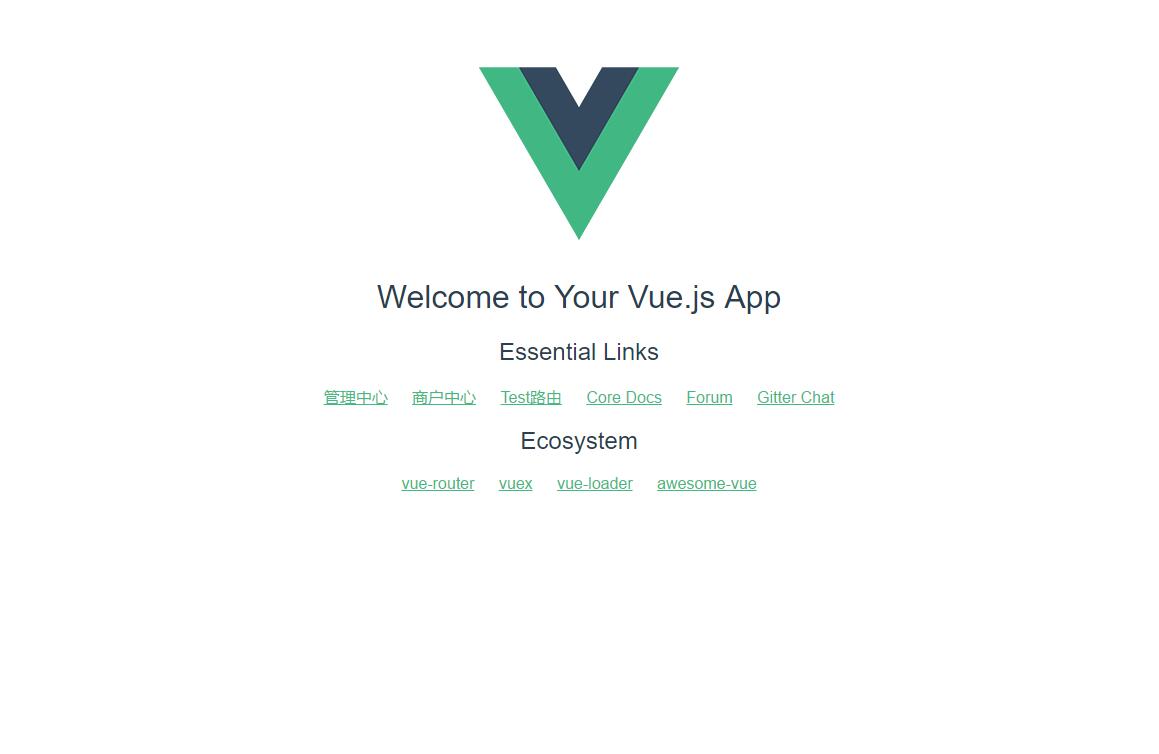 Welcome to Your Vue.js App
Essential Links
管理中心 商户中心 Test路由 Core Docs Forum Gitter Chat
Ecosystem
vue-router vuex vue-loader awesome-vue